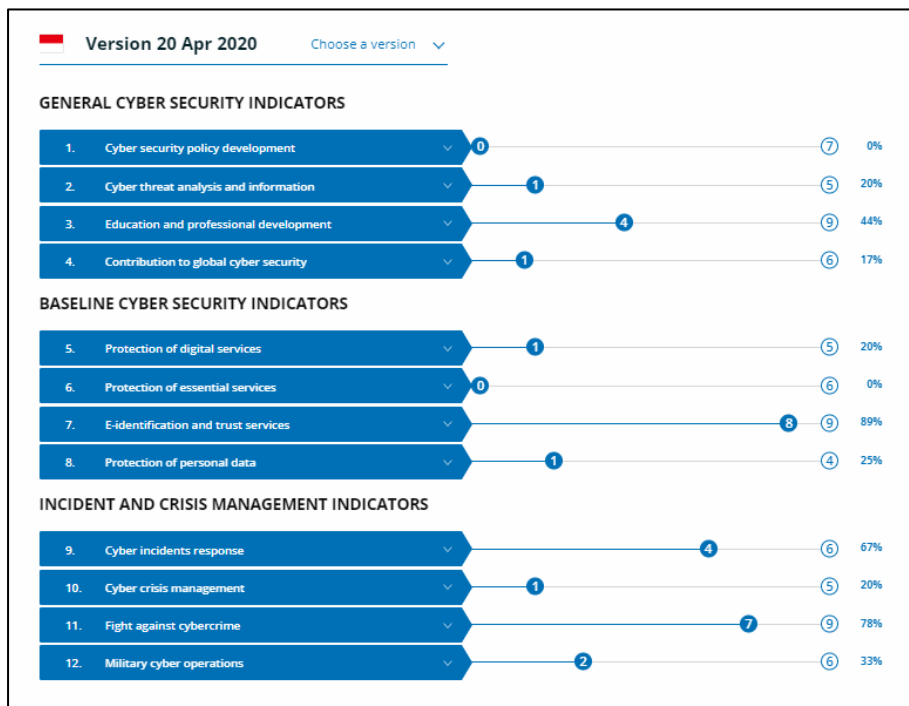 Version 20 Apr 2020 Choose a version
GENERAL CYBER SECURITY INDICATORS
1. Cyber security policy development 0 7 0%
2. Cyber threat analysis and information 1 5 20%
3. Education and professional development 4 9 44%
4. Contribution to global cyber security 1 6 17%
BASELINE CYBER SECURITY INDICATORS
5. Protection of digital services 1 5 20%
6. Protection of essential services 0 6 0%
7. E-identification and trust services 8 9 89%
8. Protection of personal data 1 4 25%
INCIDENT AND CRISIS MANAGEMENT INDICATORS
9. Cyber incidents response 4 6 67%
10. Cyber crisis management 1 5 20%
11. Fight against cybercrime 7 9 78%
12. Military cyber operations 2 6 33%